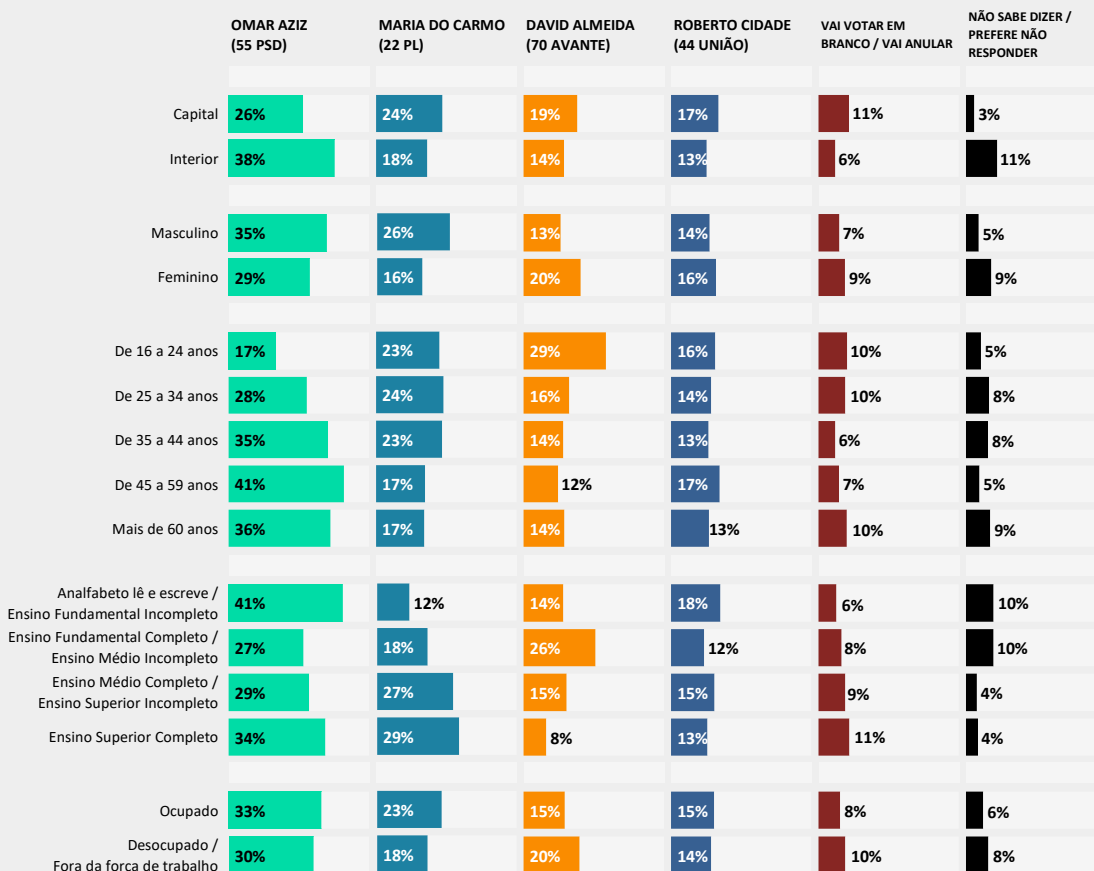 OMAR AZIZ
(55 PSD)
MARIA DO CARMO
(22 PL)
DAVID ALMEIDA
(70 AVANTE)
ROBERTO CIDADE
(44 UNIÃO)
VAI VOTAR EM
BRANCO / VAI ANULAR
NÃO SABE DIZER /
PREFERE NÃO
RESPONDER
Capital 26% 24% 19% 17% 11% 3%
Interior 38% 18% 14% 13% 6% 11%
Masculino 35% 26% 13% 14% 7% 5%
Feminino 29% 16% 20% 16% 9% 9%
De 16 a 24 anos 17% 23% 29% 16% 10% 5%
De 25 a 34 anos 28% 24% 16% 14% 10% 8%
De 35 a 44 anos 35% 23% 14% 13% 6% 8%
De 45 a 59 anos 41% 17% 12% 17% 7% 5%
Mais de 60 anos 36% 17% 14% 13% 10% 9%
Analfabeto lê e escreve /
Ensino Fundamental Incompleto 41% 12% 14% 18% 6% 10%
Ensino Fundamental Completo /
Ensino Médio Incompleto 27% 18% 26% 12% 8% 10%
Ensino Médio Completo /
Ensino Superior Incompleto 29% 27% 15% 15% 9% 4%
Ensino Superior Completo 34% 29% 8% 13% 11% 4%
Ocupado 33% 23% 15% 15% 8% 6%
Desocupado /
Fora da força de trabalho 30% 18% 20% 14% 10% 8%